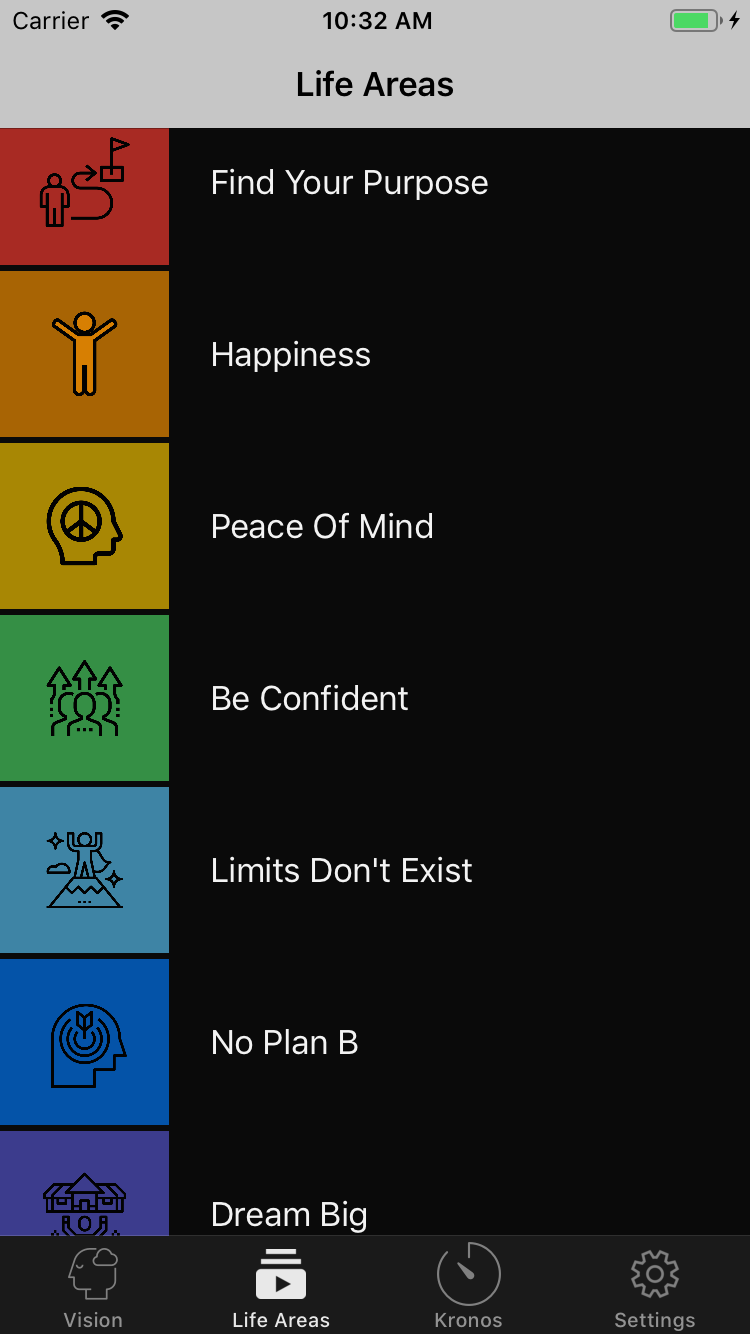 Carrier 10:32 AM
Life Areas
Find Your Purpose
Happiness
Peace Of Mind
Be Confident
Limits Don't Exist
No Plan B
Dream Big
Vision Life Areas Kronos Settings